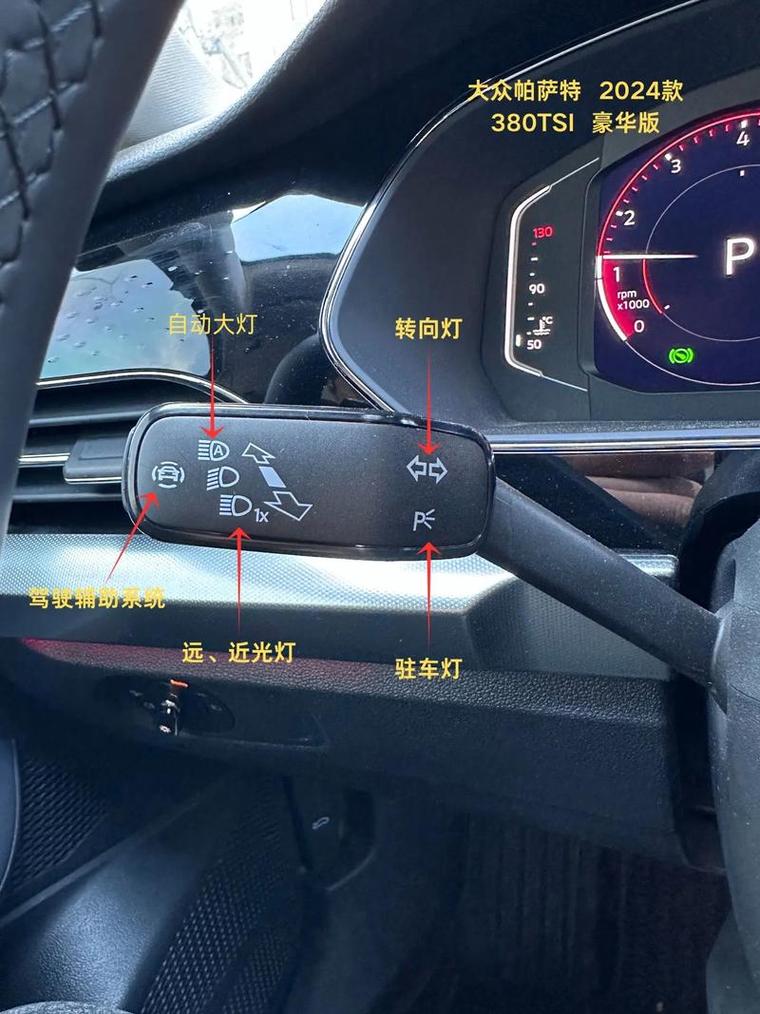 大众帕萨特 2024款
380TSI 豪华版
4
3
2
1
0
rpm
x1000
P
130
90
°C
50
自动大灯
转向灯
A
1x
P
驾驶辅助系统
远、近光灯
驻车灯